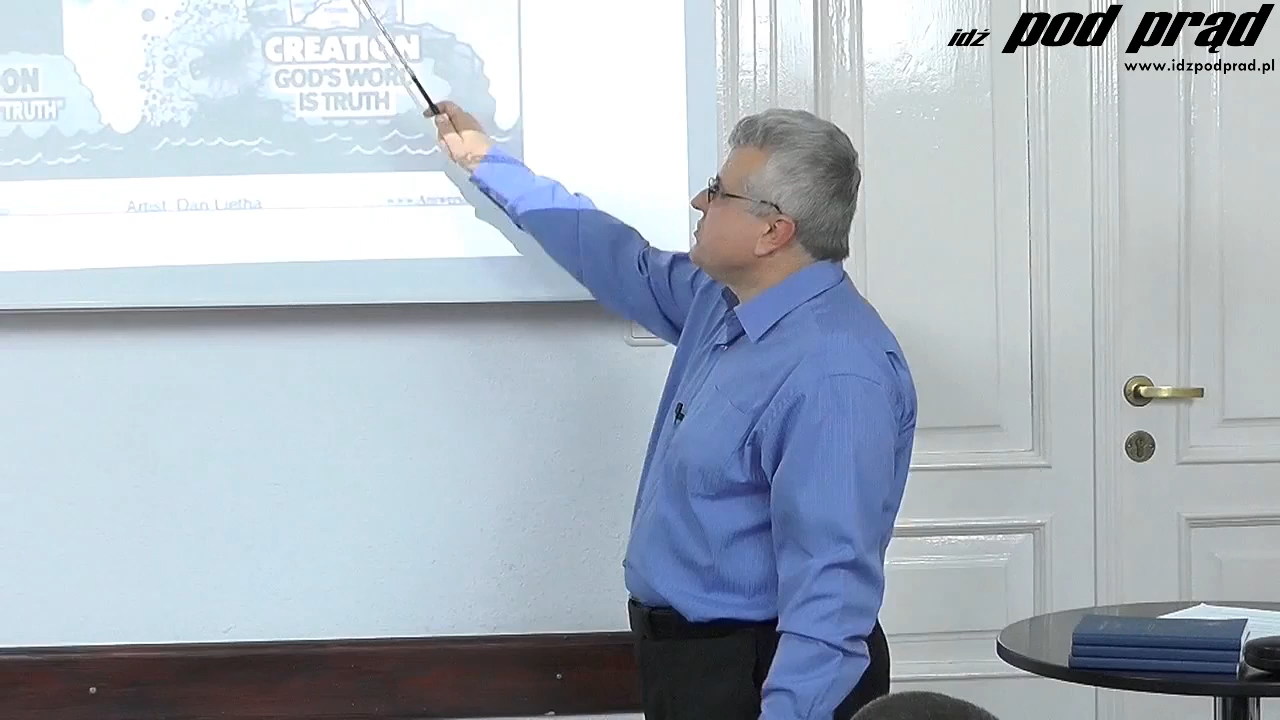 idź pod prąd
www.idzpodprad.pl
CREATION
GOD'S WORD
IS TRUTH
ON
TRUTH"
Artist: Dan Lietha